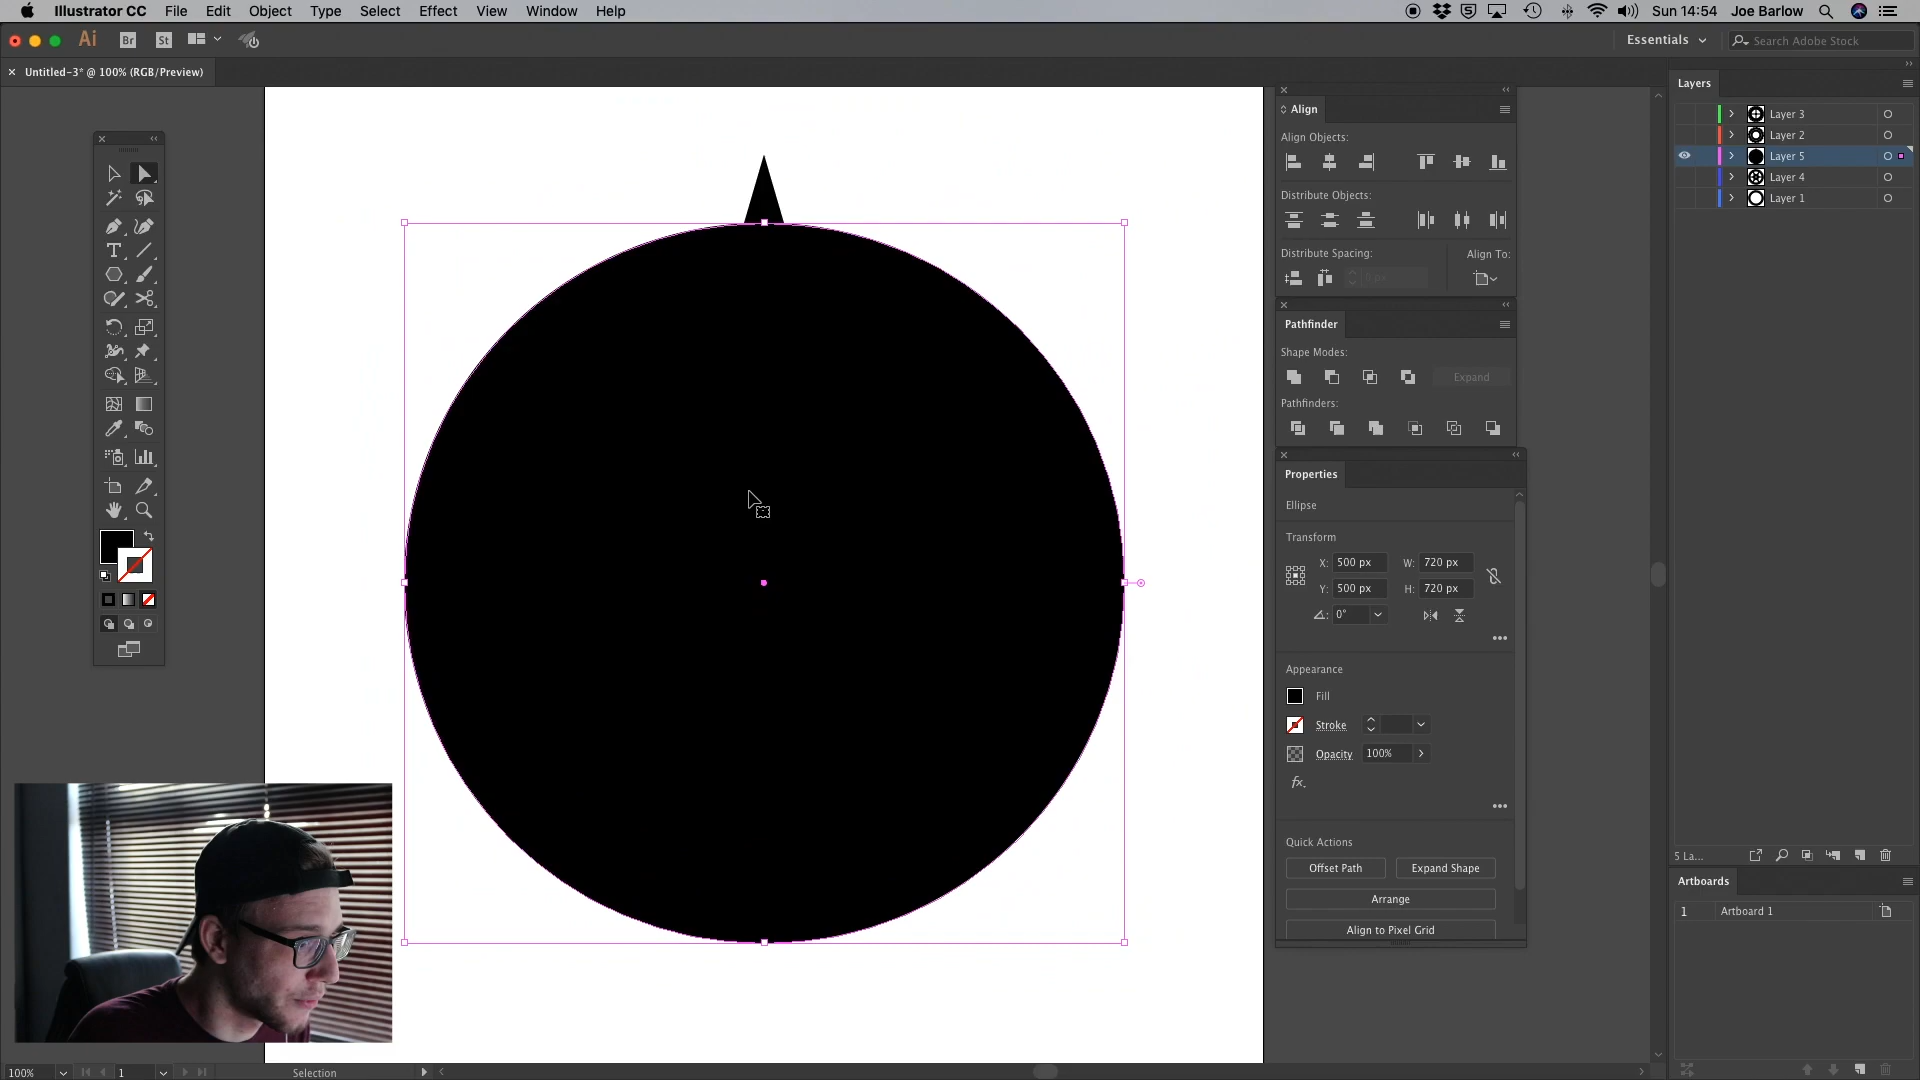 Illustrator CC File Edit Object Type Select Effect View Window Help Sun 14:54 Joe Barlow
Ai Br St Essentials Search Adobe Stock
Untitled-3* @ 100% (RGB/Preview)
Layers
Layer 3
Layer 2
Layer 5
Layer 4
Layer 1
Align
Align Objects:
Distribute Objects:
Distribute Spacing: Align To:
0 px
Pathfinder
Shape Modes:
Expand
Pathfinders:
Properties
Ellipse
Transform
X: 500 px W: 720 px
Y: 500 px H: 720 px
0°
Appearance
Fill
Stroke
Opacity 100%
fx.
Quick Actions
Offset Path Expand Shape
Arrange
Align to Pixel Grid
5 La...
Artboards
1 Artboard 1
100% 1 Selection